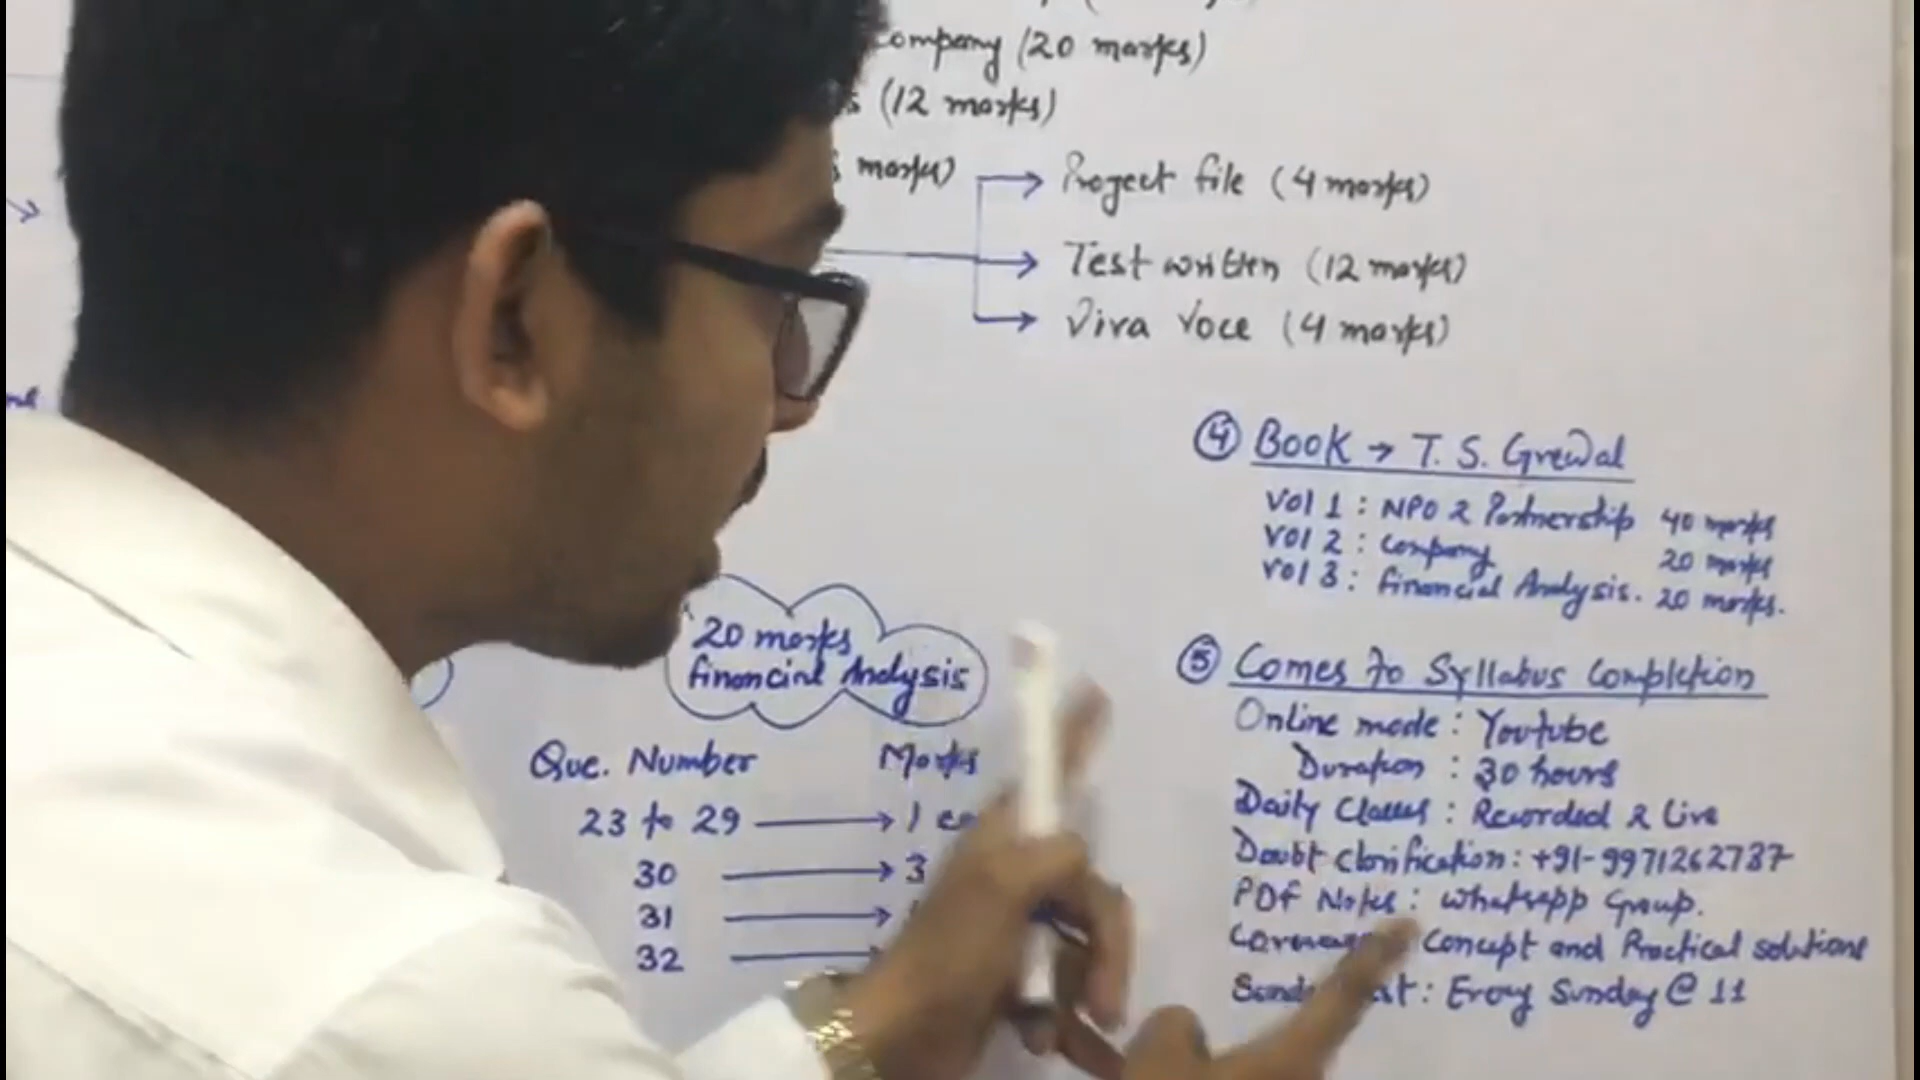 Company (20 marks)
(12 marks)
marks)
Project file (4 marks)
Test written (12 marks)
Viva Voce (4 marks)
④ Book → T. S. Grewal
Vol 1 : NPO & Partnership 40 marks
Vol 2 : Company 20 marks
Vol 3 : financial Analysis. 20 marks.
20 marks
financial Analysis
Que. Number Marks
23 to 29 → 1
30 → 3
31 →
32
⑤ Comes to Syllabus Completion
Online mode : Youtube
Duration : 30 hours
Daily Classes : Recorded & Live
Doubt Clarification : +91-9971262737
PDF Notes : Whatsapp Group.
Concept and Practical solutions
Every Sunday @ 11